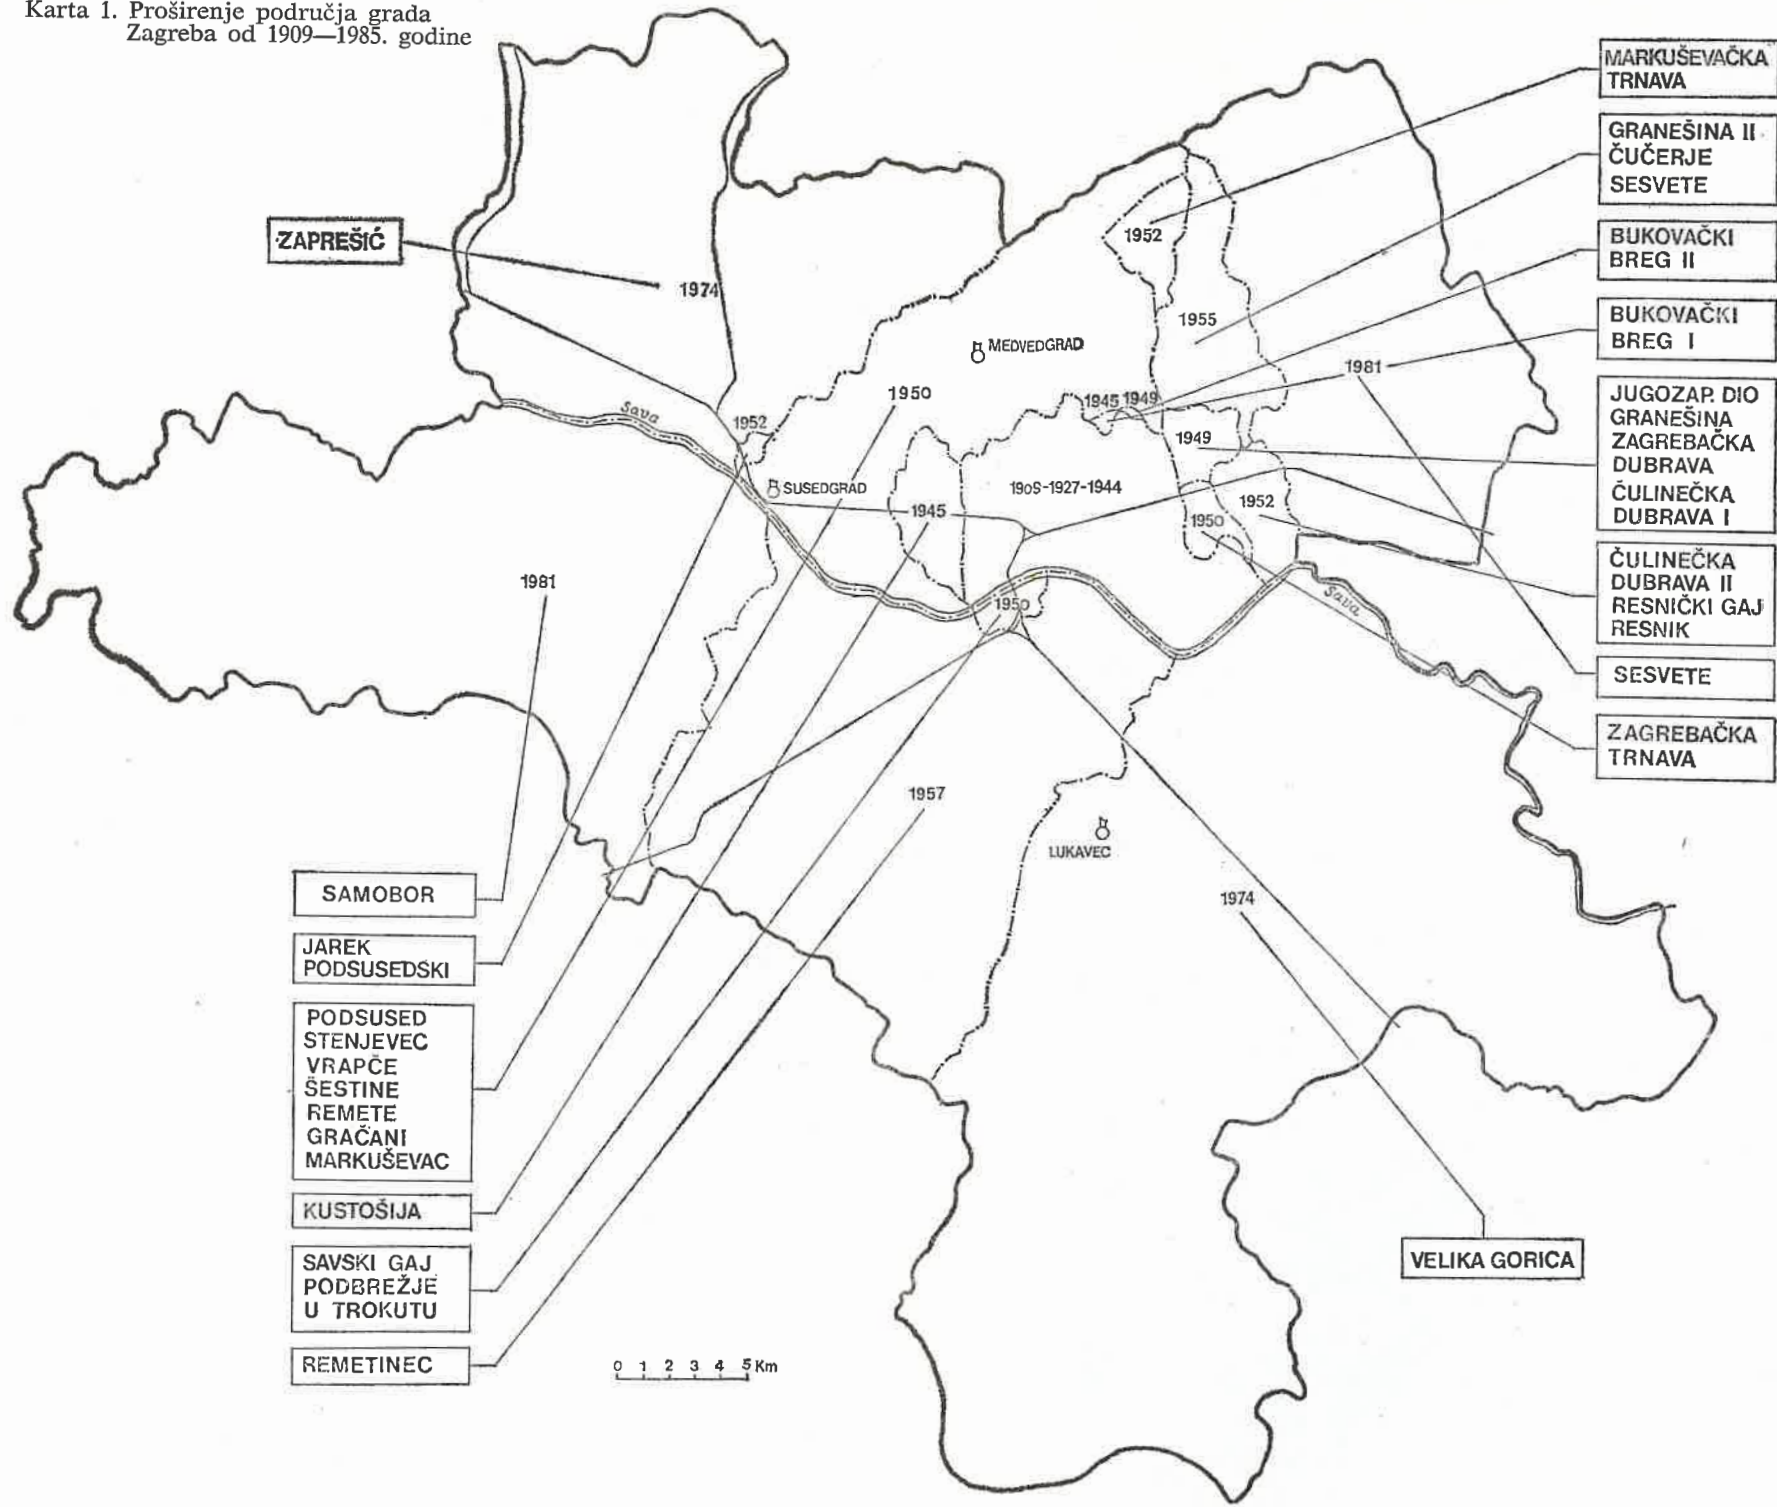 Karta 1. Proširenje područja grada
Zagreba od 1909—1985. godine
MARKUŠEVAČKA
TRNAVA
GRANEŠINA II
ČUČERJE
SESVETE
BUKOVAČKI
BREG II
BUKOVAČKI
BREG I
JUGOZAP. DIO
GRANEŠINA
ZAGREBAČKA
DUBRAVA
ČULINEČKA
DUBRAVA I
ČULINEČKA
DUBRAVA II
RESNIČKI GAJ
RESNIK
SESVETE
ZAGREBAČKA
TRNAVA
VELIKA GORICA
ZAPREŠIĆ
1974
1952
1955
MEDVEDGRAD
1981
1950
1945
1949
Sava
1952
1949
SUSEDGRAD
1909-1927-1944
1945
1952
1950
1981
1950
Sava
1957
LUKAVEC
1974
SAMOBOR
JAREK
PODSUSEDSKI
PODSUSED
STENJEVEC
VRAPČE
ŠESTINE
REMETE
GRAČANI
MARKUŠEVAC
KUSTOŠIJA
SAVSKI GAJ
PODBREŽJE
U TROKUTU
REMETINEC
0 1 2 3 4 5 Km